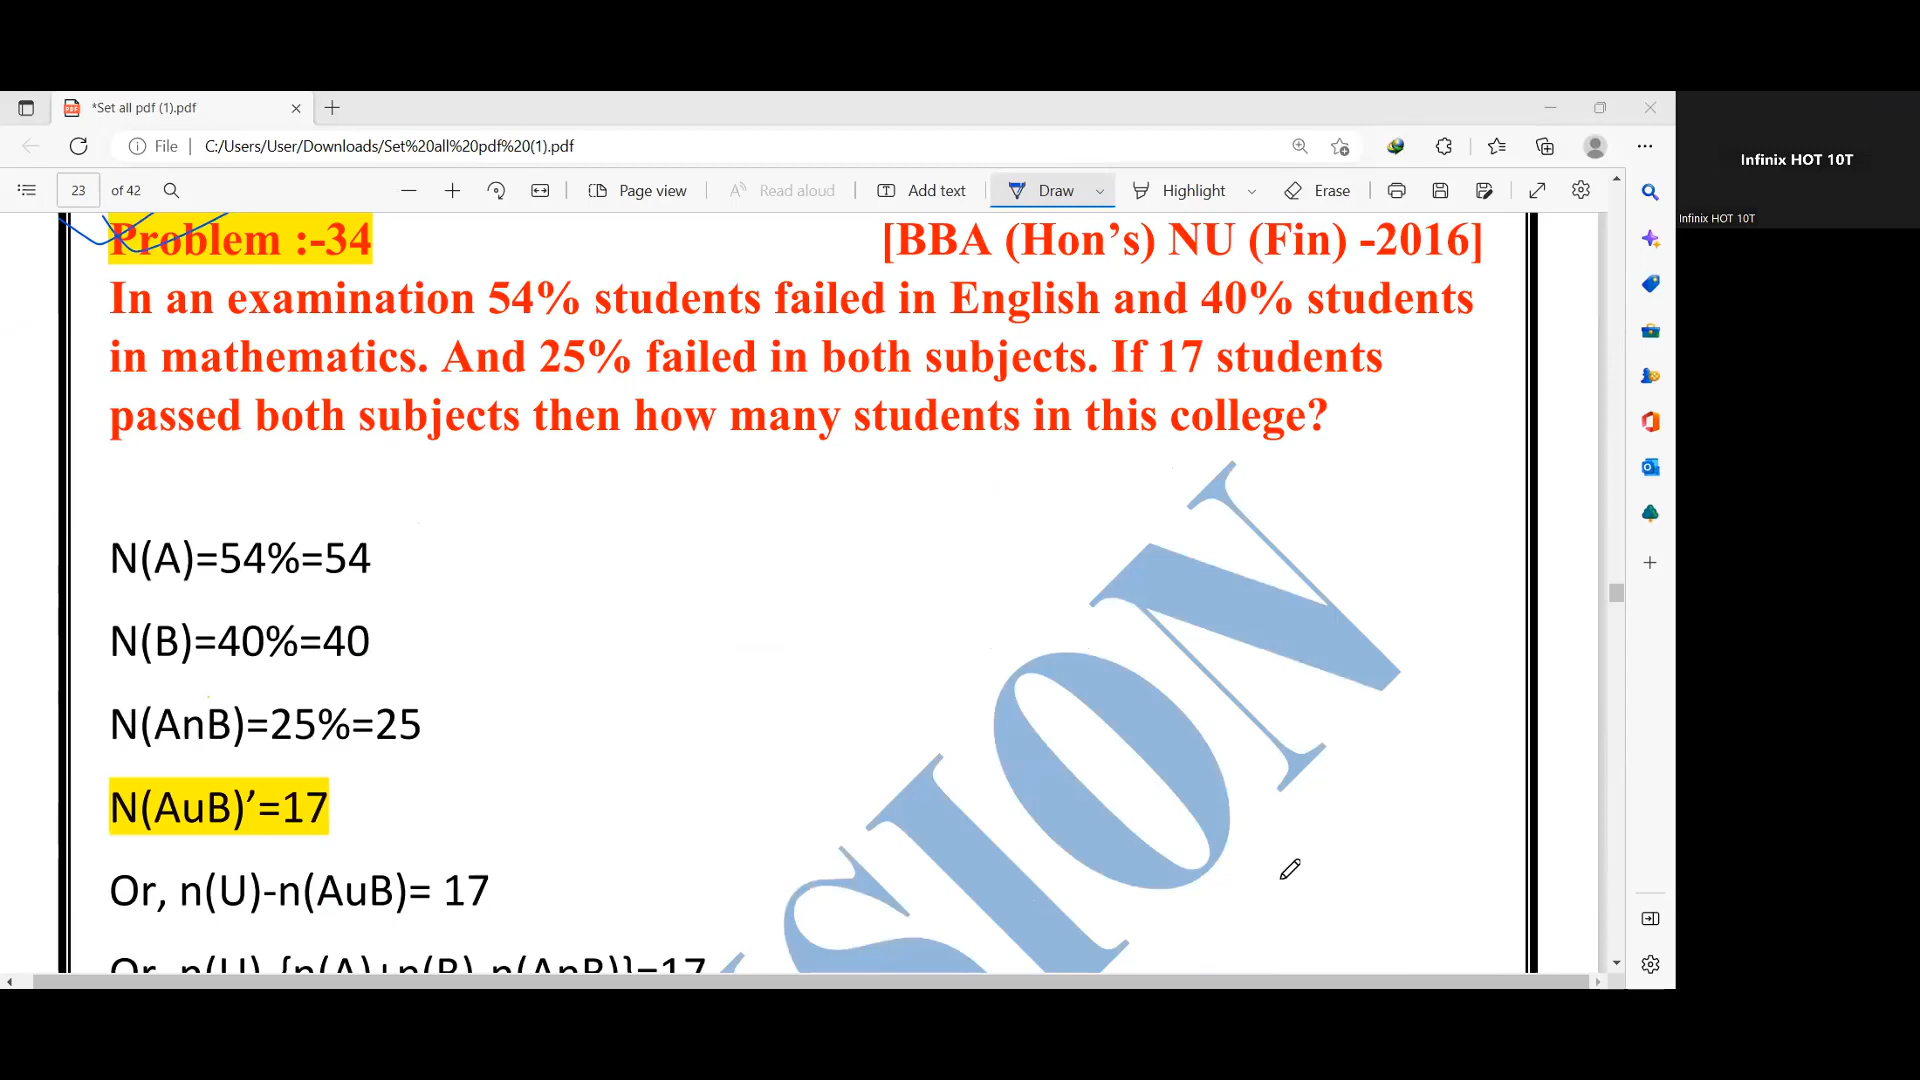 *Set all pdf (1).pdf
File
C:/Users/User/Downloads/Set%20all%20pdf%20(1).pdf
23 of 42
Page view
Read aloud
Add text
Draw
Highlight
Erase
Infinix HOT 10T
Infinix HOT 10T
Problem :-34 [BBA (Hon’s) NU (Fin) -2016]
In an examination 54% students failed in English and 40% students
in mathematics. And 25% failed in both subjects. If 17 students
passed both subjects then how many students in this college?
N(A)=54%=54
N(B)=40%=40
N(AnB)=25%=25
N(AuB)’=17
Or, n(U)-n(AuB)= 17
Or, n(U)-{n(A)+n(B)-n(AnB)}=17
SION